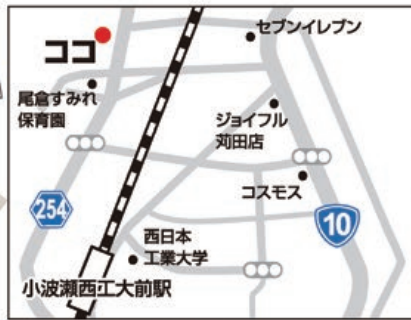 セブンイレブン
ココ
尾倉すみれ
保育園
ジョイフル
苅田店
コスモス
254
10
西日本
工業大学
小波瀬西工大前駅